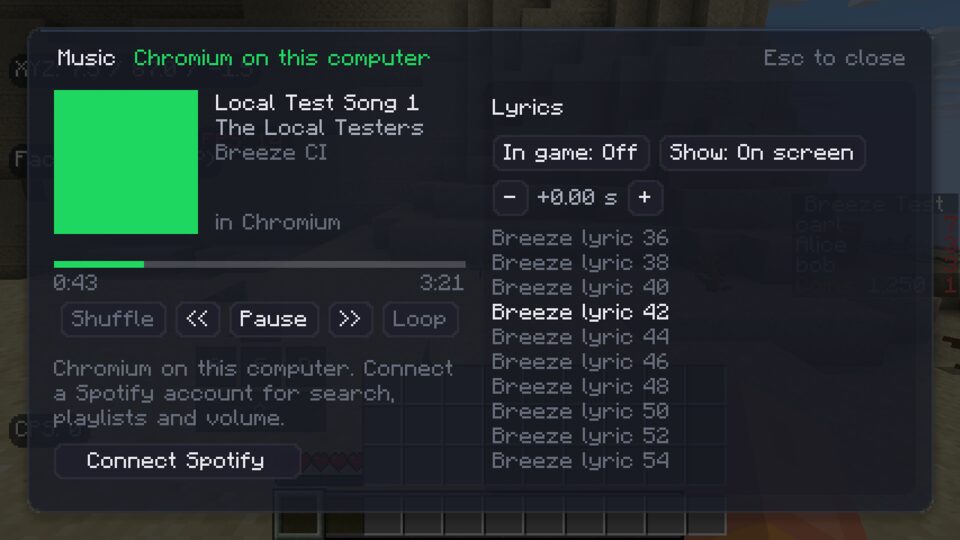 Music Chromium on this computer
Esc to close
Local Test Song 1
The Local Testers
Breeze CI
in Chromium
0:43
3:21
Shuffle << Pause >> Loop
Chromium on this computer. Connect
a Spotify account for search,
playlists and volume.
Connect Spotify
Lyrics
In game: Off Show: On screen
- +0.00 s +
Breeze lyric 36
Breeze lyric 38
Breeze lyric 40
Breeze lyric 42
Breeze lyric 44
Breeze lyric 46
Breeze lyric 48
Breeze lyric 50
Breeze lyric 52
Breeze lyric 54
Breeze Test
carl
Alice
bob